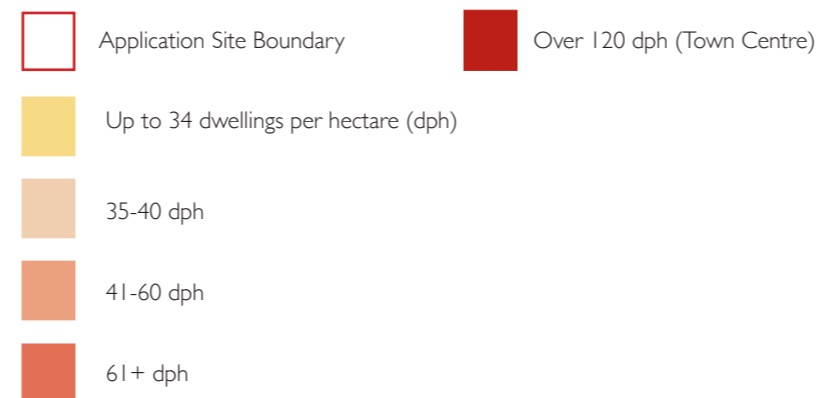 Application Site Boundary
Over 120 dph (Town Centre)
Up to 34 dwellings per hectare (dph)
35-40 dph
41-60 dph
61+ dph